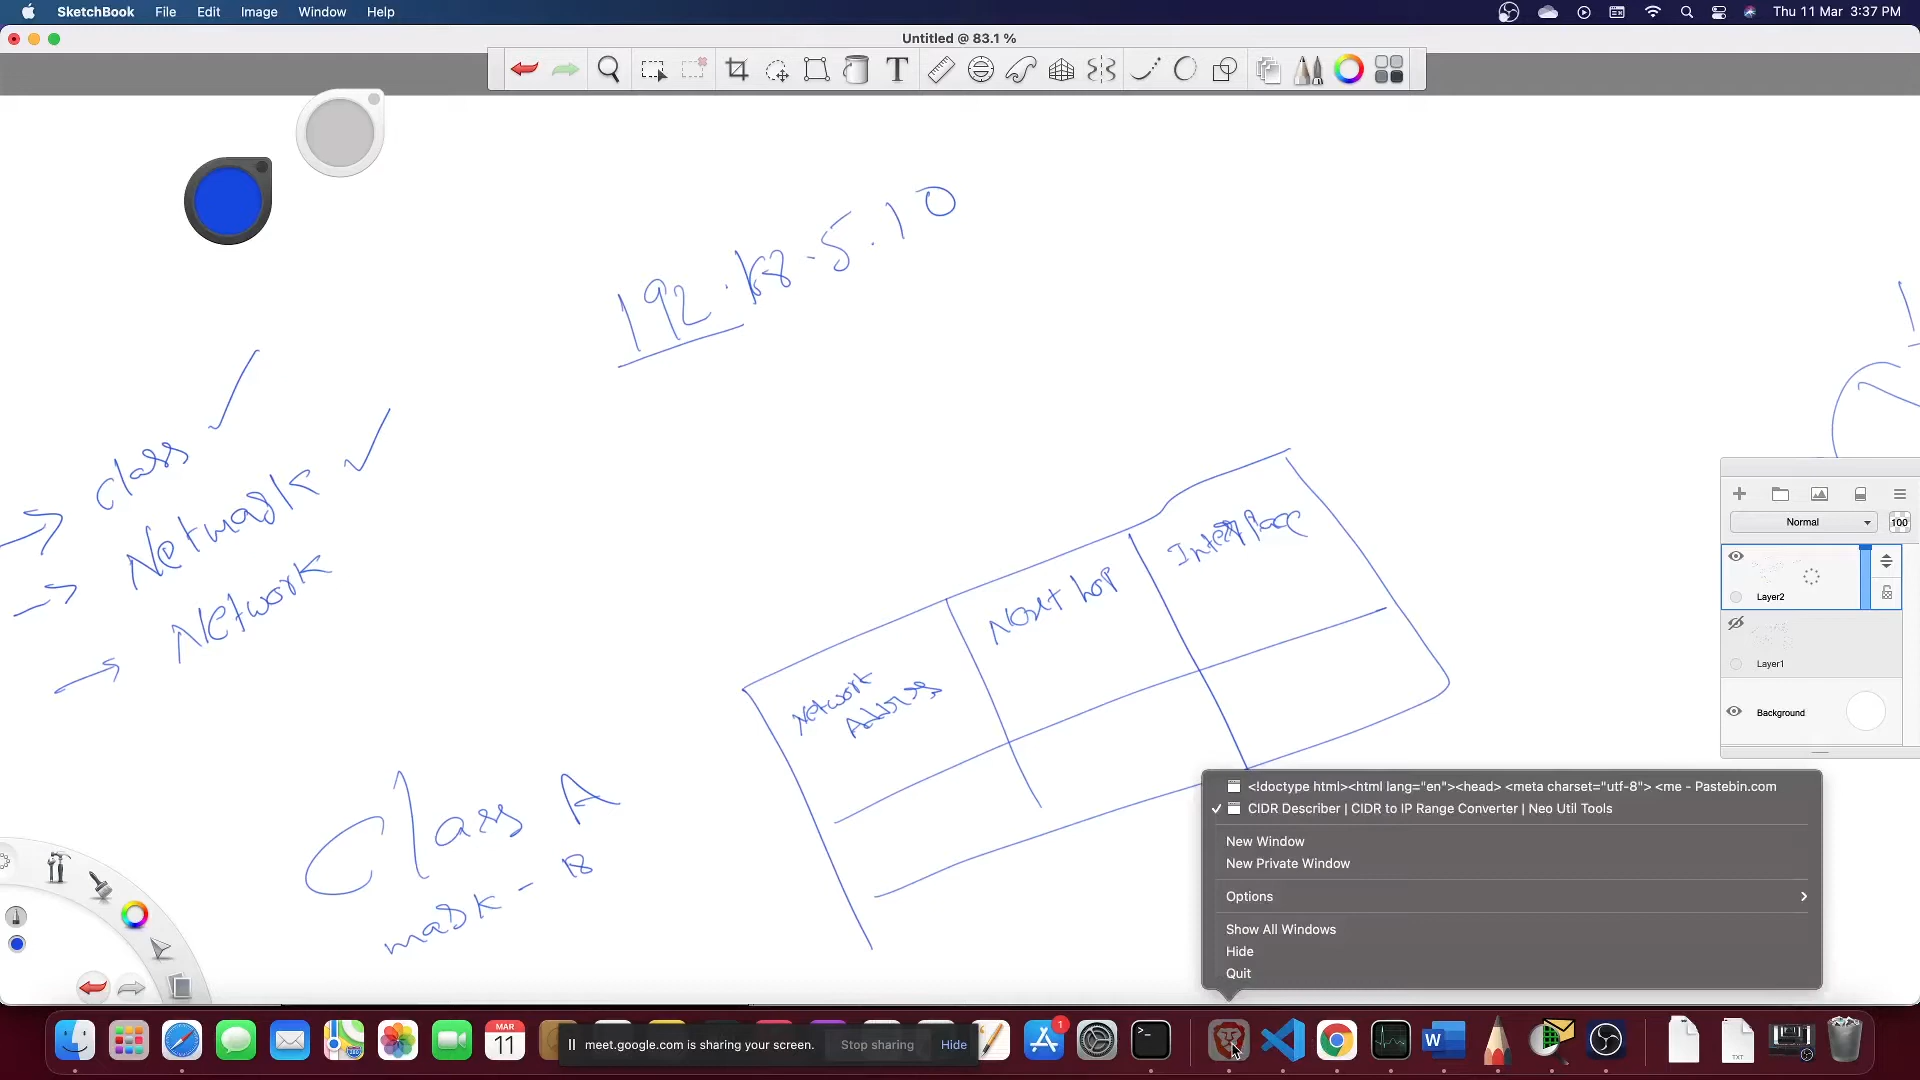 SketchBook File Edit Image Window Help
Thu 11 Mar 3:37 PM
Untitled @ 83.1 %
T
192.168.5.10
→ class ✓
→ Netmask ✓
→ Network
Network Address
Next hop
Interface
Class A
mask - 8
Normal
100
Layer2
Layer1
Background
<!doctype html><html lang="en"><head> <meta charset="utf-8"> <me - Pastebin.com
✓ CIDR Describer | CIDR to IP Range Converter | Neo Util Tools
New Window
New Private Window
Options
Show All Windows
Hide
Quit
MAR
11
meet.google.com is sharing your screen.
Stop sharing
Hide
1
>_
W
TXT